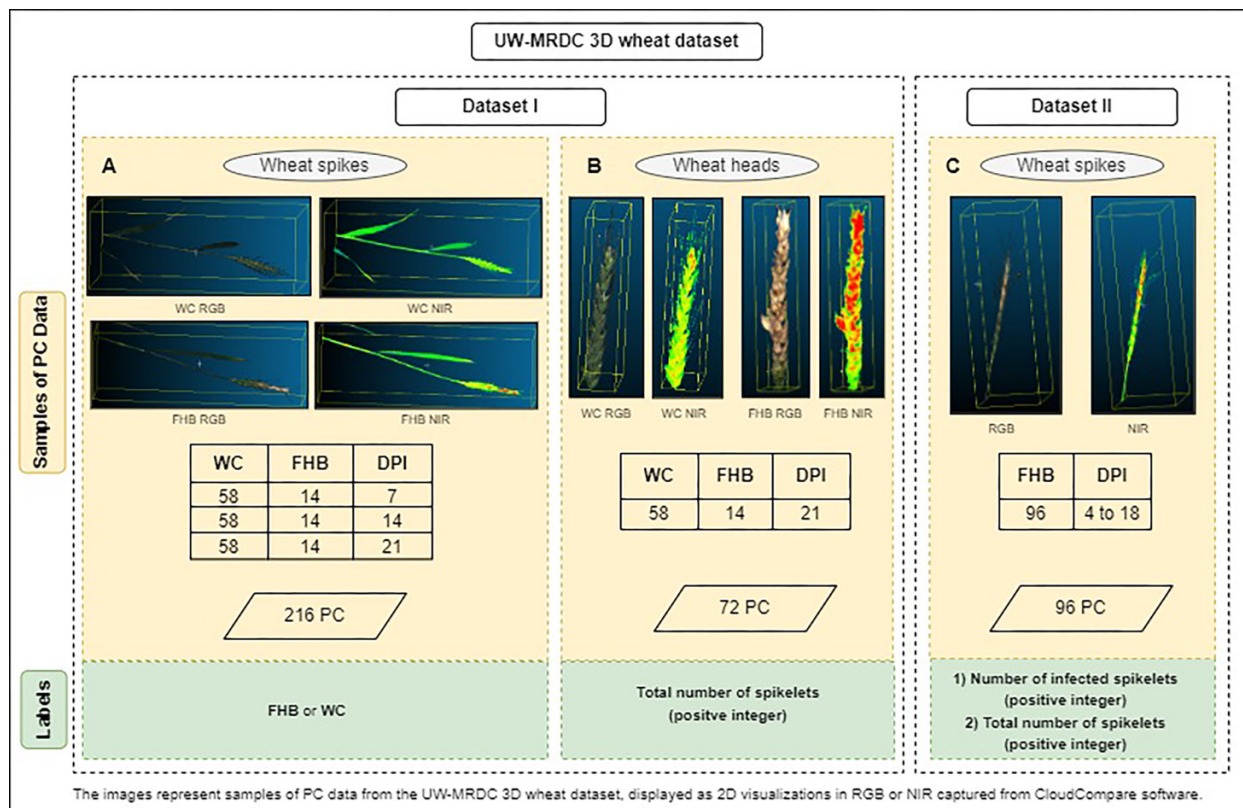 UW-MRDC 3D wheat dataset
Dataset I
Dataset II
Samples of PC Data
A
Wheat spikes
WC RGB
WC NIR
FHB RGB
FHB NIR
WC FHB DPI
58 14 7
58 14 14
58 14 21
216 PC
B
Wheat heads
WC RGB
WC NIR
FHB RGB
FHB NIR
WC FHB DPI
58 14 21
72 PC
C
Wheat spikes
RGB
NIR
FHB DPI
96 4 to 18
96 PC
Labels
FHB or WC
Total number of spikelets
(positve integer)
1) Number of infected spikelets
(positive integer)
2) Total number of spikelets
(positive integer)
The images represent samples of PC data from the UW-MRDC 3D wheat dataset, displayed as 2D visualizations in RGB or NIR captured from CloudCompare software.